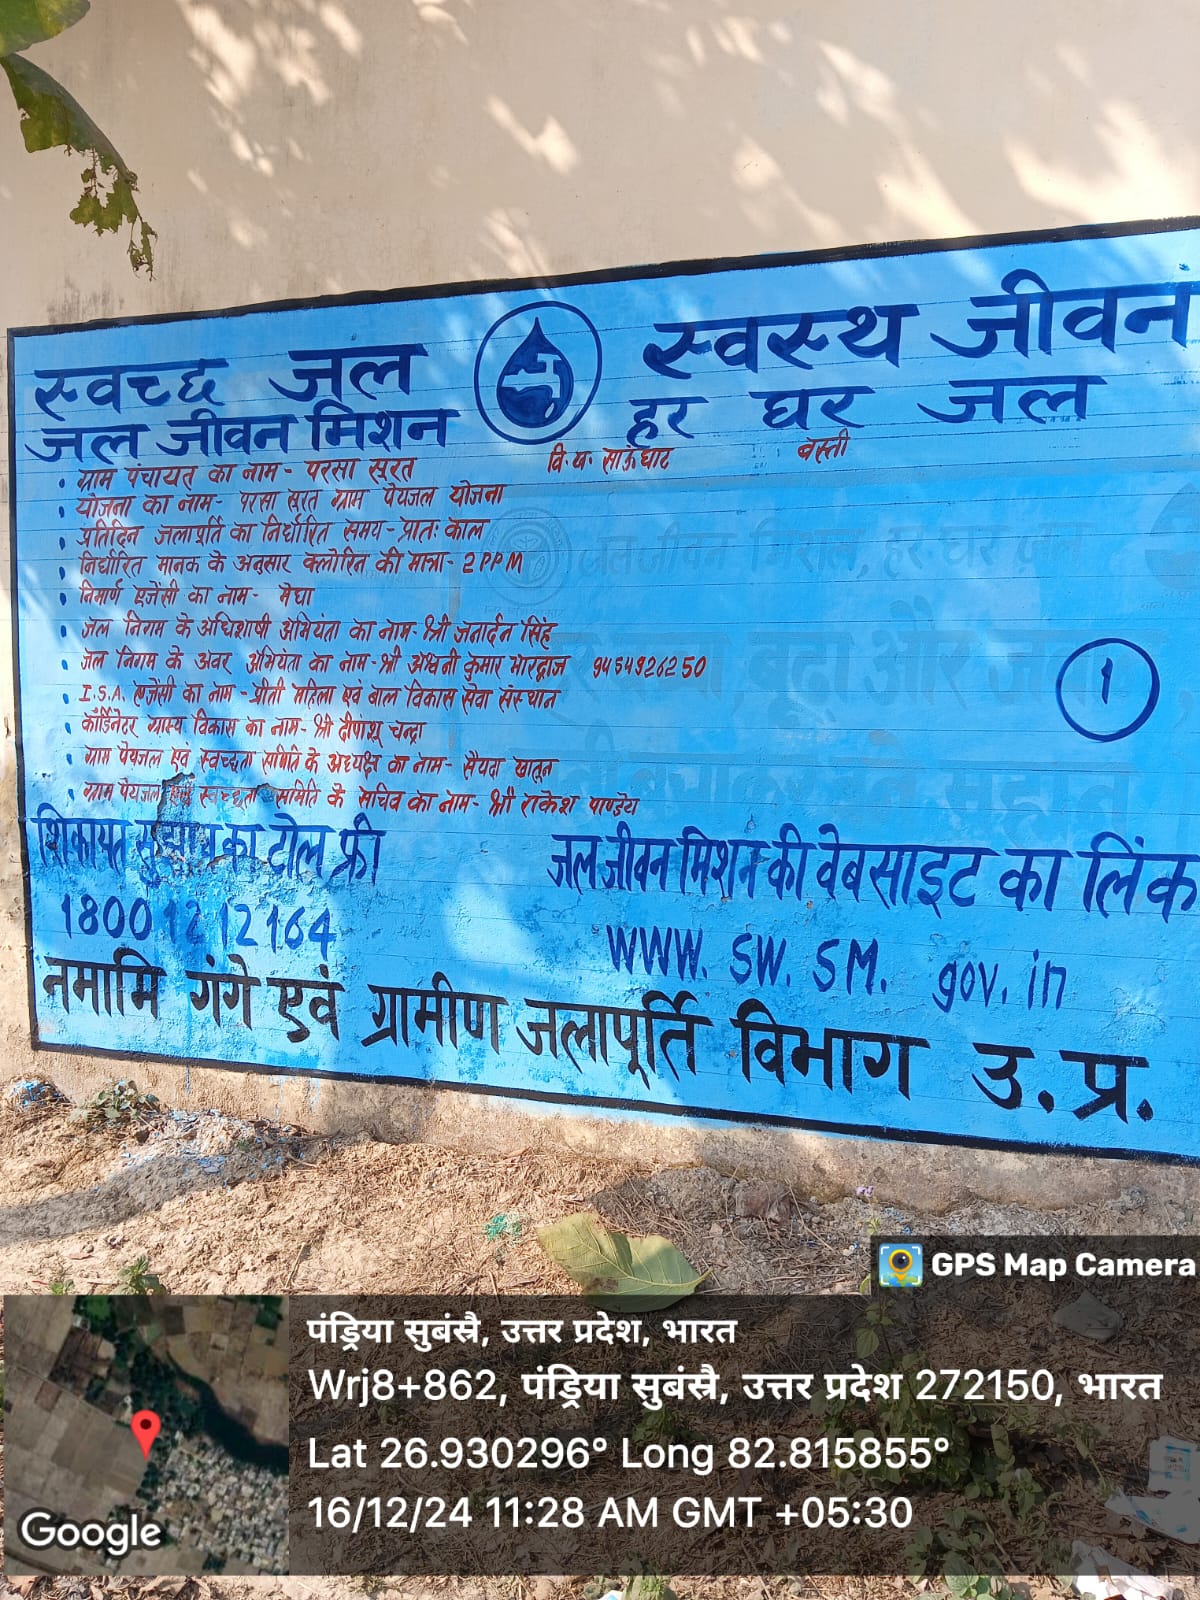 स्वच्छ जल स्वस्थ जीवन
जल जीवन मिशन हर घर जल
• ग्राम पंचायत का नाम - परसा सूरत वि.ख. साऊंघाट बस्ती
• योजना का नाम - परसा सूरत ग्राम पेयजल योजना
• प्रतिदिन जलापूर्ति का निर्धारित समय - प्रातः काल
• निर्धारित मानक के अनुसार क्लोरिन की मात्रा - 2 PPM
• निमार्ण एजेंसी का नाम - मेघा
• जल निगम के अधिशाषी अभियंता का नाम - श्री जनार्दन सिंह
• जल निगम के अवर अभियंता का नाम - श्री अश्वनी कुमार भारद्वाज 9454926250
• I.S.A. एजेंसी का नाम - प्रीती महिला एवं बाल विकास सेवा संस्थान
• कॉर्डिनेटर ग्राम्य विकास का नाम - श्री दीपांशू चन्द्रा
• ग्राम पेयजल एवं स्वच्छता समिति के अध्यक्ष का नाम - सैयदा खातून
• ग्राम पेयजल एवं स्वच्छता समिति के सचिव का नाम - श्री राकेश पाण्डेय
1
शिकायत सुझाव का टोल फ्री
1800 12 12 164
जल जीवन मिशन की वेबसाइट का लिंक
WWW. SW. SM. gov. in
नमामि गंगे एवं ग्रामीण जलापूर्ति विभाग उ.प्र.
GPS Map Camera
पंड्रिया सुबंस्रै, उत्तर प्रदेश, भारत
Wrj8+862, पंड्रिया सुबंस्रै, उत्तर प्रदेश 272150, भारत
Lat 26.930296° Long 82.815855°
16/12/24 11:28 AM GMT +05:30
Google